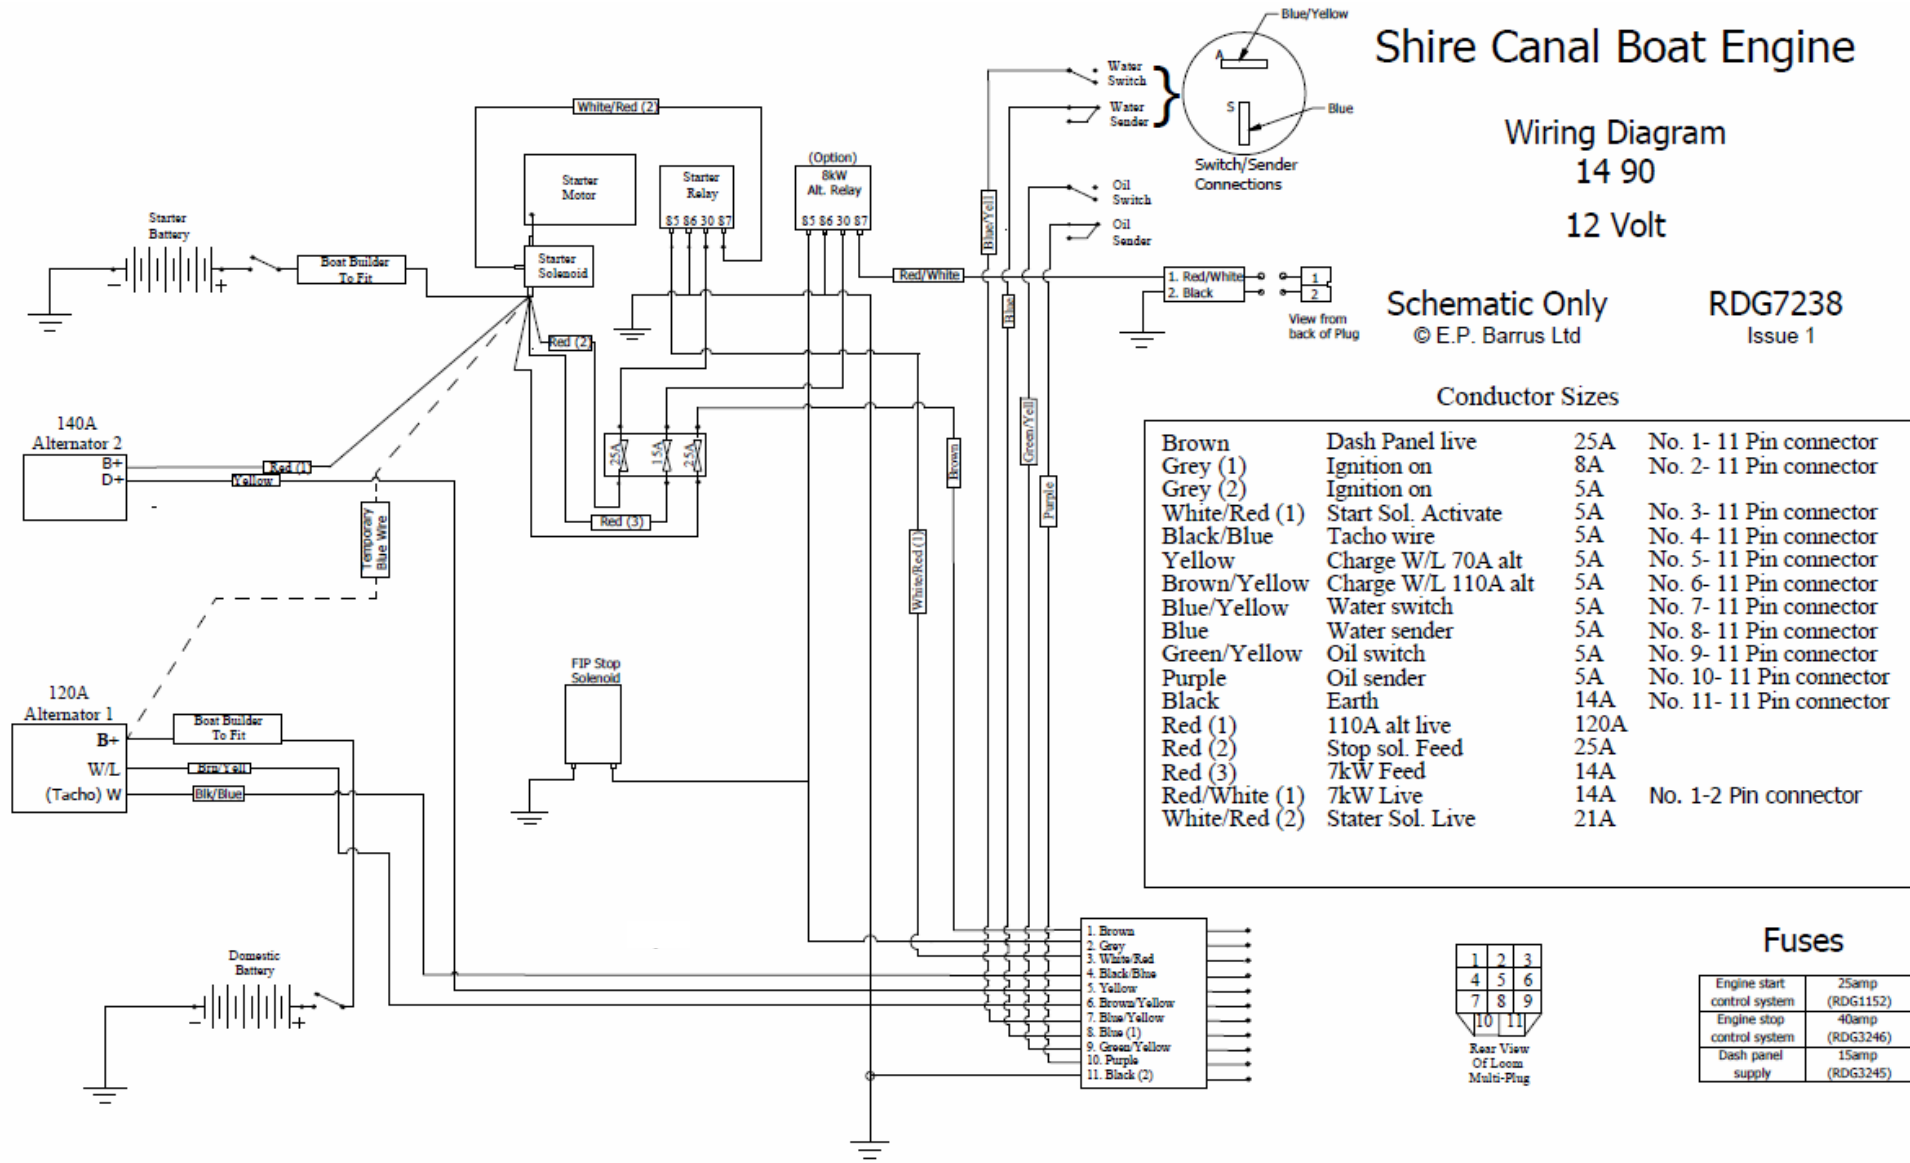 Shire Canal Boat Engine
Wiring Diagram
14 90
12 Volt
Schematic Only
© E.P. Barrus Ltd
RDG7238
Issue 1
Blue/Yellow
A
S
Blue
Switch/Sender
Connections
Water
Switch
Water
Sender
Oil
Switch
Oil
Sender
White/Red (2)
Starter
Motor
Starter
Relay
85 86 30 87
(Option)
8kW
Alt. Relay
85 86 30 87
Starter
Solenoid
Starter
Battery
- +
Boat Builder
To Fit
Red/White
1. Red/White
2. Black
1
2
View from
back of Plug
Blue/Yell
Blue
Green/Yell
Purple
Brown
White/Red (1)
Red (2)
25A
15A
25A
Red (3)
140A
Alternator 2
B+
D+
Red (1)
Yellow
-
Temporary
Blue Wire
120A
Alternator 1
B+
W/L
(Tacho) W
Boat Builder
To Fit
Brn/Yell
Blk/Blue
FIP Stop
Solenoid
Domestic
Battery
- +
Conductor Sizes
Brown Dash Panel live 25A No. 1- 11 Pin connector
Grey (1) Ignition on 8A No. 2- 11 Pin connector
Grey (2) Ignition on 5A
White/Red (1) Start Sol. Activate 5A No. 3- 11 Pin connector
Black/Blue Tacho wire 5A No. 4- 11 Pin connector
Yellow Charge W/L 70A alt 5A No. 5- 11 Pin connector
Brown/Yellow Charge W/L 110A alt 5A No. 6- 11 Pin connector
Blue/Yellow Water switch 5A No. 7- 11 Pin connector
Blue Water sender 5A No. 8- 11 Pin connector
Green/Yellow Oil switch 5A No. 9- 11 Pin connector
Purple Oil sender 5A No. 10- 11 Pin connector
Black Earth 14A No. 11- 11 Pin connector
Red (1) 110A alt live 120A
Red (2) Stop sol. Feed 25A
Red (3) 7kW Feed 14A
Red/White (1) 7kW Live 14A No. 1-2 Pin connector
White/Red (2) Stater Sol. Live 21A
1. Brown
2. Grey
3. White/Red
4. Black/Blue
5. Yellow
6. Brown/Yellow
7. Blue/Yellow
8. Blue (1)
9. Green/Yellow
10. Purple
11. Black (2)
1 2 3
4 5 6
7 8 9
10 11
Rear View
Of Loom
Multi-Plug
Fuses
Engine start
control system
25amp
(RDG1152)
Engine stop
control system
40amp
(RDG3246)
Dash panel
supply
15amp
(RDG3245)